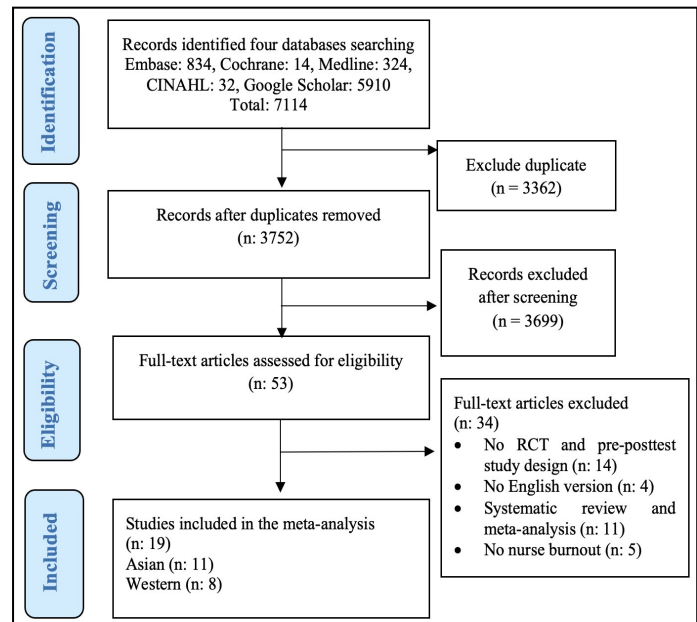 Identification
Records identified four databases searching
Embase: 834, Cochrane: 14, Medline: 324,
CINAHL: 32, Google Scholar: 5910
Total: 7114
Exclude duplicate
(n = 3362)
Screening
Records after duplicates removed
(n: 3752)
Records excluded
after screening
(n = 3699)
Eligibility
Full-text articles assessed for eligibility
(n: 53)
Full-text articles excluded
(n: 34)
• No RCT and pre-posttest
study design (n: 14)
• No English version (n: 4)
• Systematic review and
meta-analysis (n: 11)
• No nurse burnout (n: 5)
Included
Studies included in the meta-analysis
(n: 19)
Asian (n: 11)
Western (n: 8)